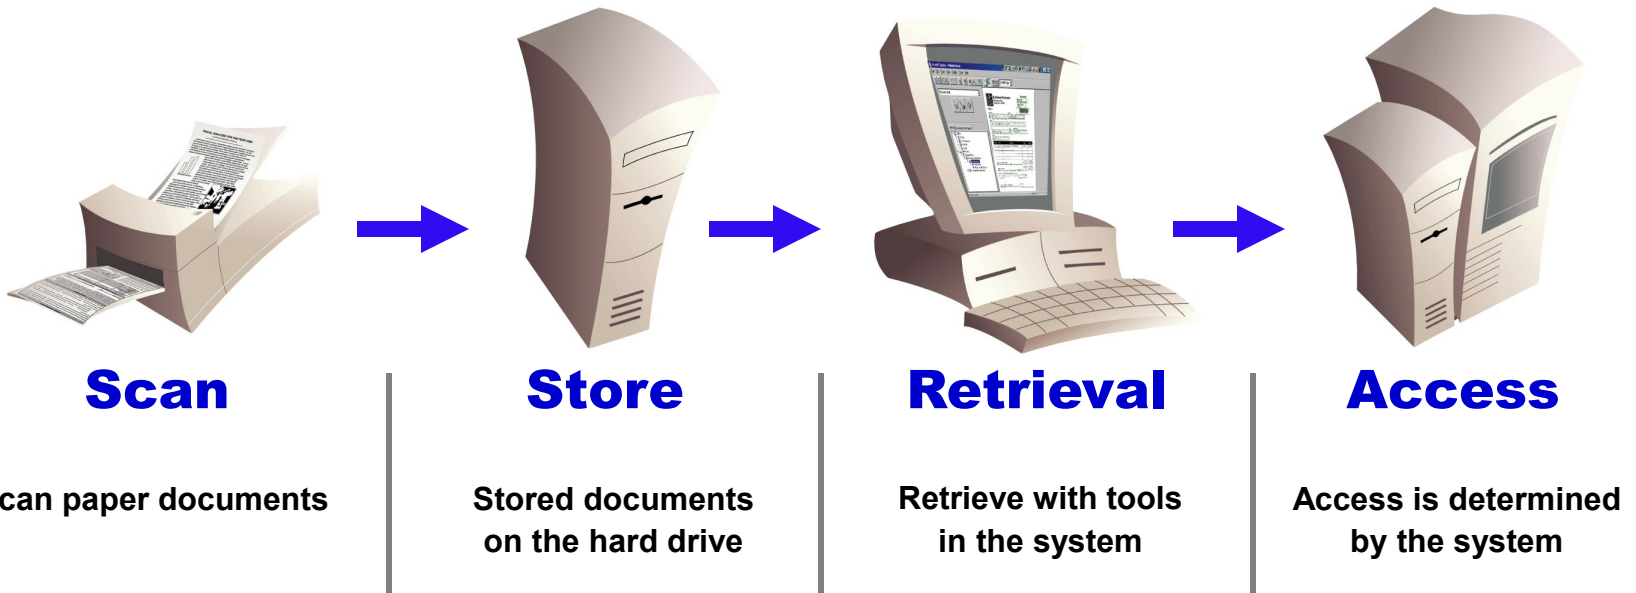 Scan
Store
Retrieval
Access
can paper documents
Stored documents
on the hard drive
Retrieve with tools
in the system
Access is determined
by the system